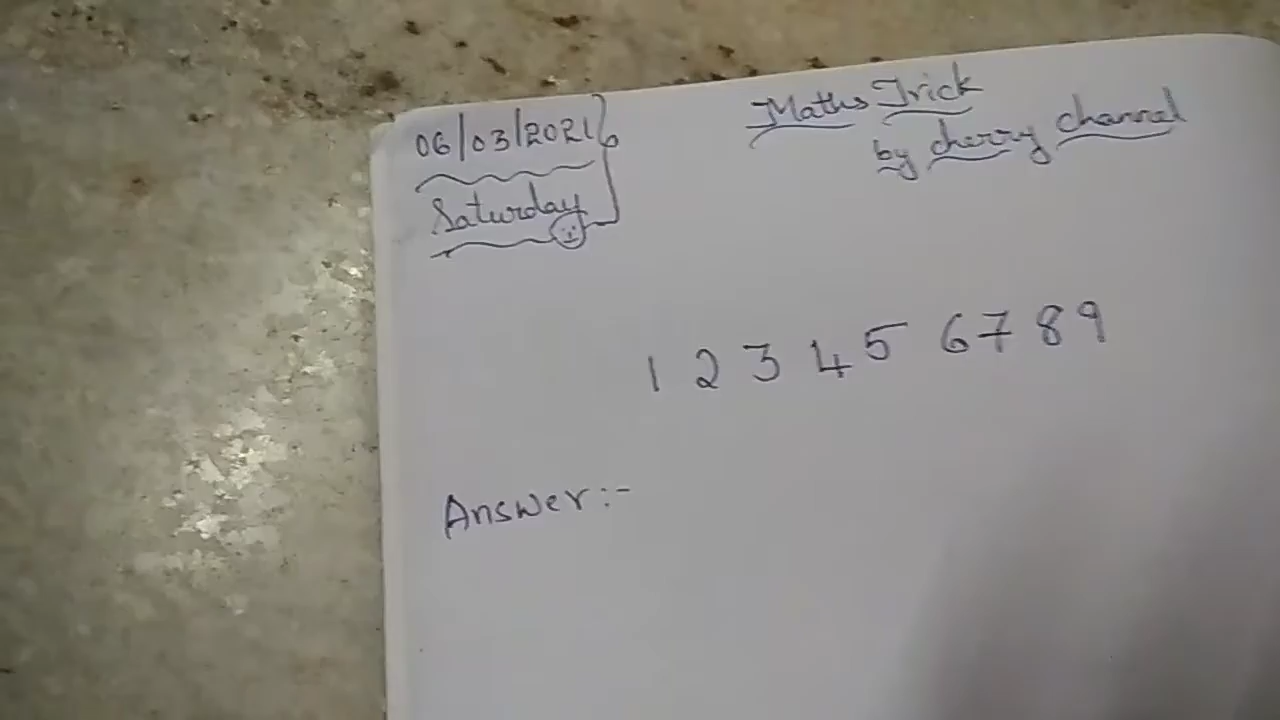 06/03/2021
Saturday
Maths Trick
by cherry channel
1 2 3 4 5 6 7 8 9
Answer:-